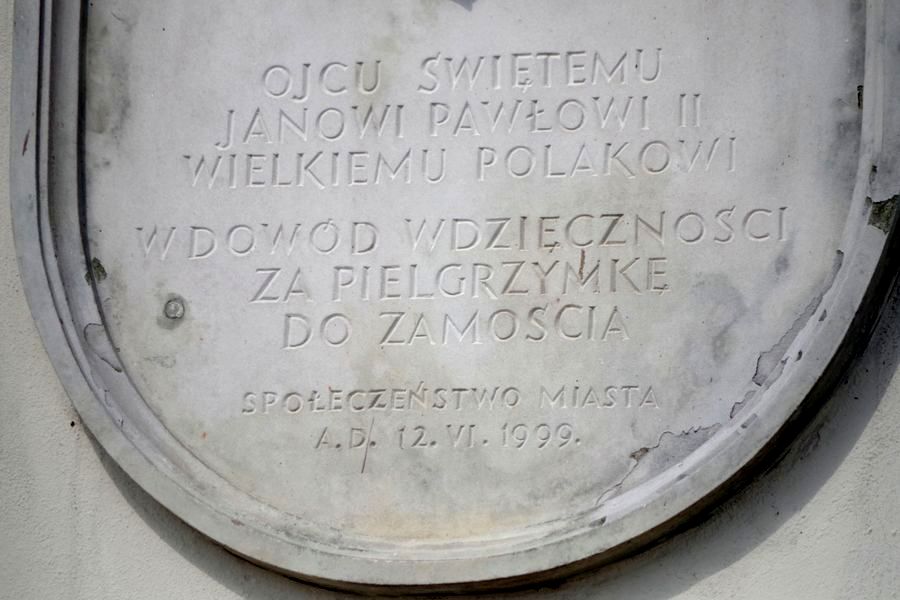 OJCU ŚWIĘTEMU
JANOWI PAWŁOWI II
WIELKIEMU POLAKOWI
W DOWÓD WDZIĘCZNOŚCI
ZA PIELGRZYMKĘ
DO ZAMOŚCIA
SPOŁECZEŃSTWO MIASTA
A.D. 12.VI.1999.